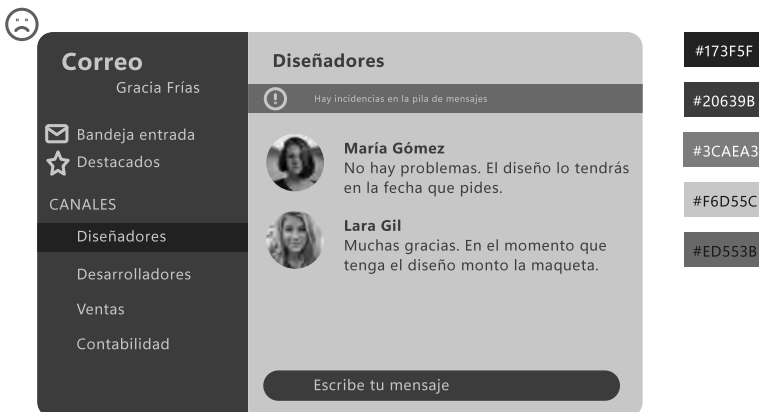 Correo
Gracia Frías
Bandeja entrada
Destacados
CANALES
Diseñadores
Desarrolladores
Ventas
Contabilidad
Diseñadores
Hay incidencias en la pila de mensajes
María Gómez
No hay problemas. El diseño lo tendrás
en la fecha que pides.
Lara Gil
Muchas gracias. En el momento que
tenga el diseño monto la maqueta.
Escribe tu mensaje
#173F5F
#20639B
#3CAEA3
#F6D55C
#ED553B